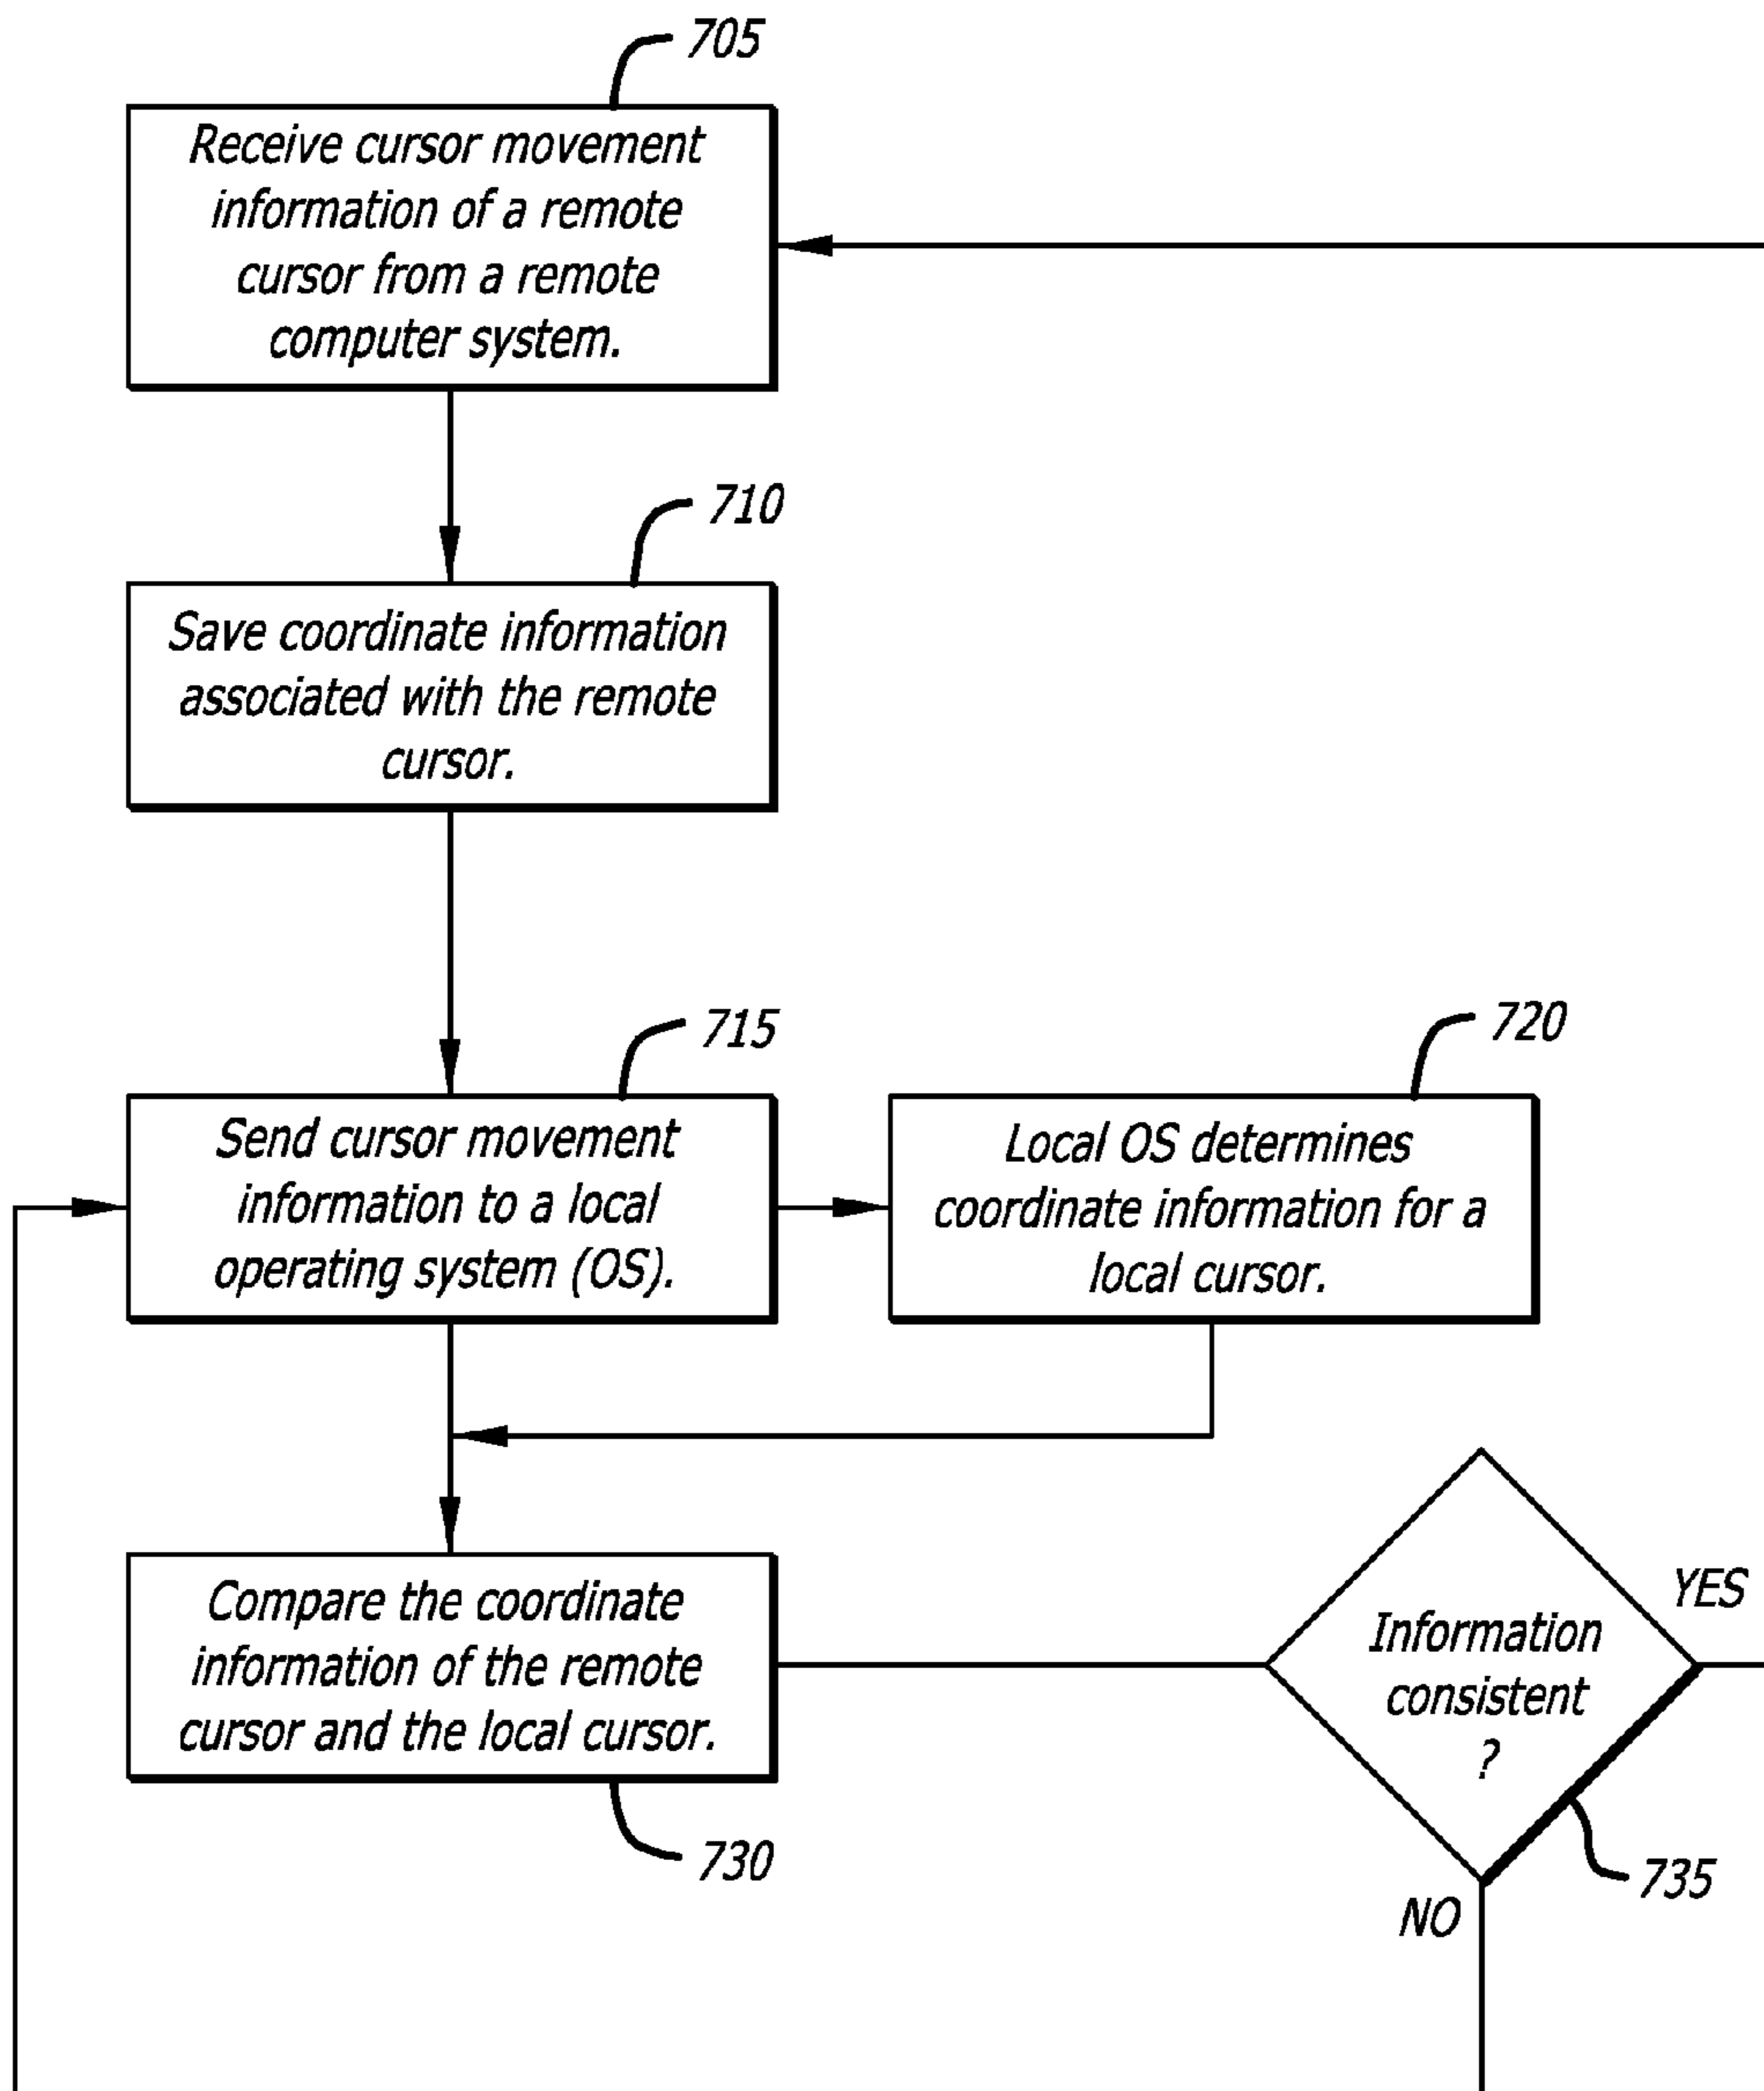 705
Receive cursor movement
information of a remote
cursor from a remote
computer system.
710
Save coordinate information
associated with the remote
cursor.
715
Send cursor movement
information to a local
operating system (OS).
720
Local OS determines
coordinate information for a
local cursor.
Compare the coordinate
information of the remote
cursor and the local cursor.
730
Information
consistent
?
YES
735
NO